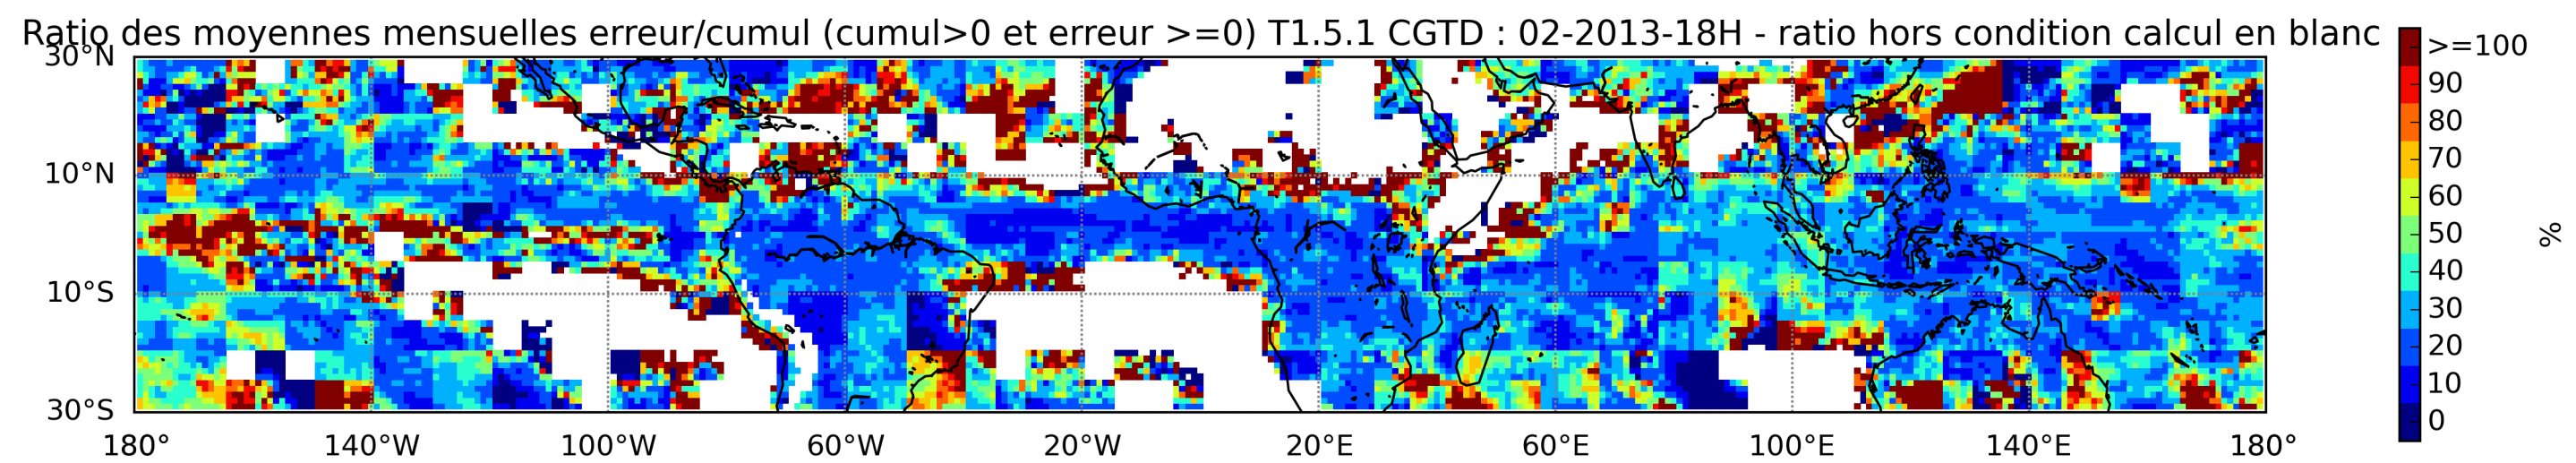 Ratio des moyennes mensuelles erreur/cumul (cumul>0 et erreur >=0) T1.5.1 CGTD : 02-2013-18H - ratio hors condition calcul en blanc
30°N
10°N
10°S
30°S
180°
140°W
100°W
60°W
20°W
20°E
60°E
100°E
140°E
180°
>=100
90
80
70
60
50
40
30
20
10
0
%